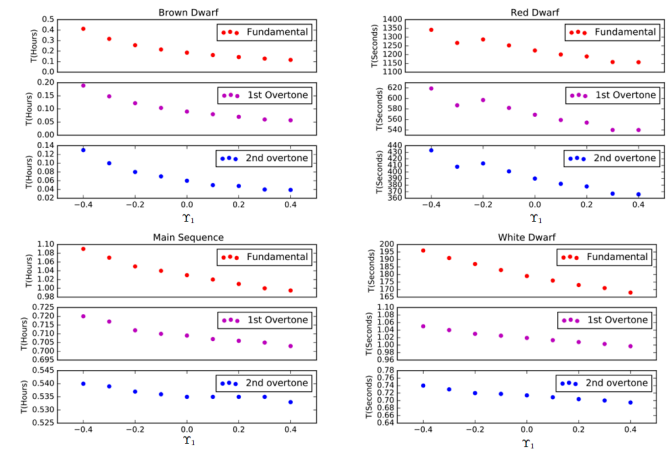 Brown Dwarf
T(Hours)
0.5
0.4
0.3
0.2
0.1
0.0
Fundamental
T(Hours)
0.20
0.15
0.10
0.05
0.00
1st Overtone
T(Hours)
0.14
0.12
0.10
0.08
0.06
0.04
0.02
2nd overtone
−0.4 −0.2 0.0 0.2 0.4
ϒ1
Red Dwarf
T(Seconds)
1400
1350
1300
1250
1200
1150
1100
Fundamental
T(Seconds)
620
600
580
560
540
1st Overtone
T(Seconds)
440
430
420
410
400
390
380
370
360
2nd overtone
−0.4 −0.2 0.0 0.2 0.4
ϒ1
Main Sequence
T(Hours)
1.10
1.08
1.06
1.04
1.02
1.00
0.98
Fundamental
T(Hours)
0.725
0.720
0.715
0.710
0.705
0.700
0.695
1st Overtone
T(Hours)
0.545
0.540
0.535
0.530
0.525
2nd overtone
−0.4 −0.2 0.0 0.2 0.4
ϒ1
White Dwarf
T(Seconds)
200
195
190
185
180
175
170
165
Fundamental
T(Seconds)
1.10
1.08
1.06
1.04
1.02
1.00
0.98
0.96
1st Overtone
T(Seconds)
0.78
0.76
0.74
0.72
0.70
0.68
0.66
0.64
2nd overtone
−0.4 −0.2 0.0 0.2 0.4
ϒ1